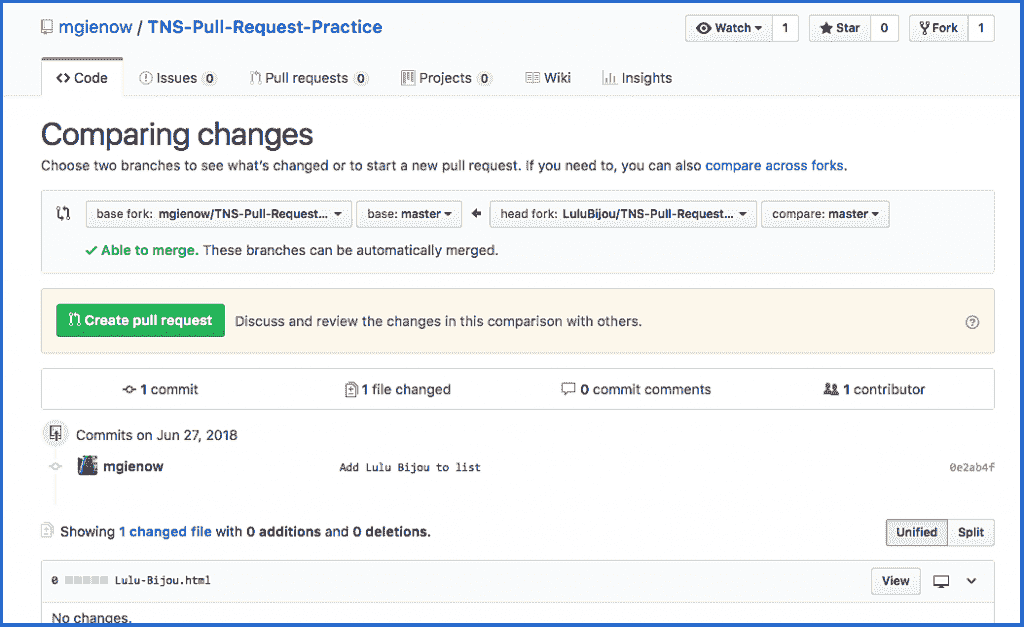 mgienow / TNS-Pull-Request-Practice Watch 1 Star 0 Fork 1
Code Issues 0 Pull requests 0 Projects 0 Wiki Insights
Comparing changes
Choose two branches to see what's changed or to start a new pull request. If you need to, you can also compare across forks.
base fork: mgienow/TNS-Pull-Request... base: master head fork: LuluBijou/TNS-Pull-Request... compare: master
Able to merge. These branches can be automatically merged.
Create pull request Discuss and review the changes in this comparison with others.
1 commit 1 file changed 0 commit comments 1 contributor
Commits on Jun 27, 2018
mgienow Add Lulu Bijou to list 0e2ab4f
Showing 1 changed file with 0 additions and 0 deletions. Unified Split
0 Lulu-Bijou.html View
No changes.